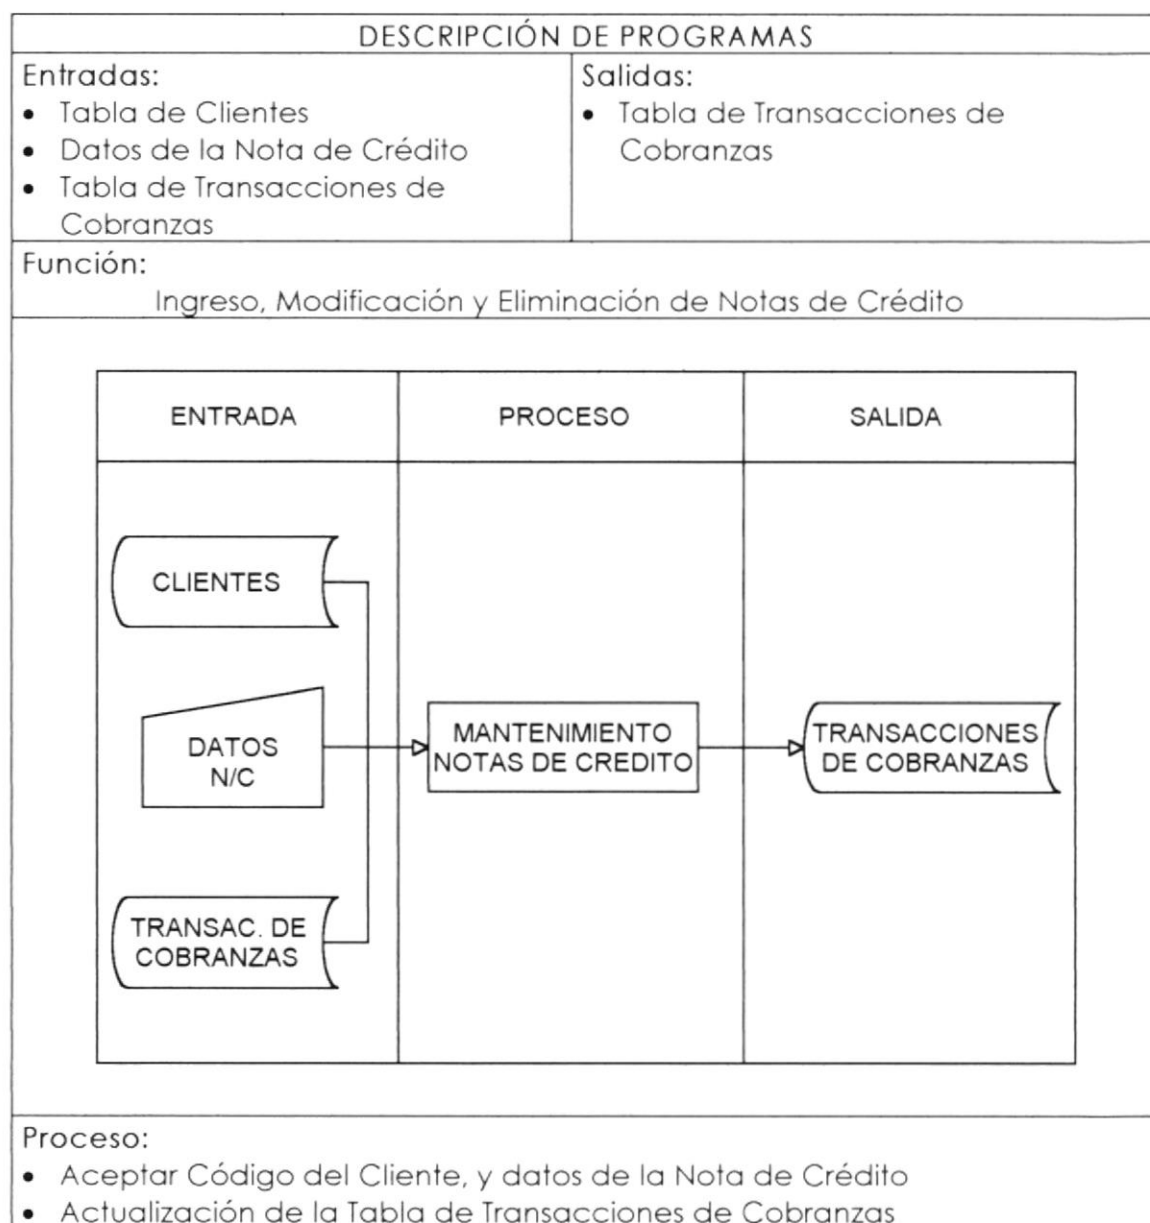 DESCRIPCIÓN DE PROGRAMAS
Entradas:
• Tabla de Clientes
• Datos de la Nota de Crédito
• Tabla de Transacciones de
Cobranzas
Salidas:
• Tabla de Transacciones de
Cobranzas
Función:
Ingreso, Modificación y Eliminación de Notas de Crédito
ENTRADA
PROCESO
SALIDA
CLIENTES
DATOS
N/C
TRANSAC. DE
COBRANZAS
MANTENIMIENTO
NOTAS DE CREDITO
TRANSACCIONES
DE COBRANZAS
Proceso:
• Aceptar Código del Cliente, y datos de la Nota de Crédito
• Actualización de la Tabla de Transacciones de Cobranzas